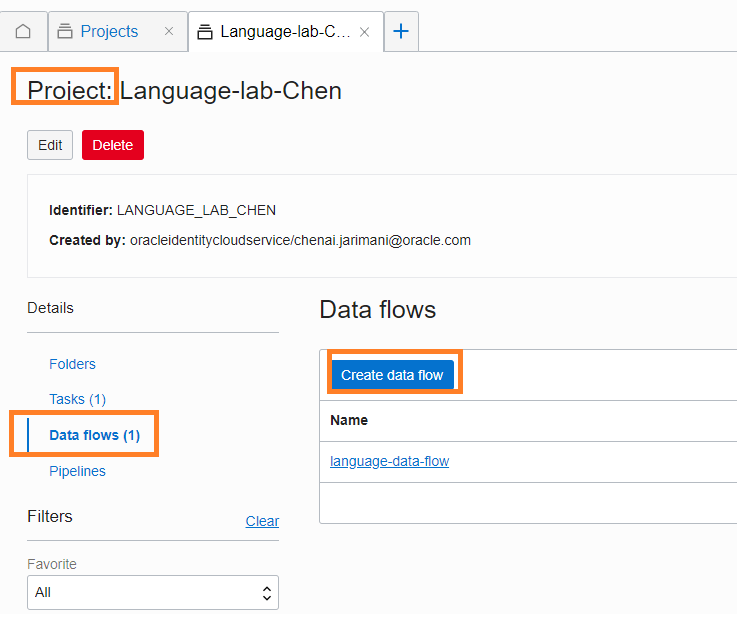 Projects
Language-lab-C...
Project: Language-lab-Chen
Edit
Delete
Identifier: LANGUAGE_LAB_CHEN
Created by: oracleidentitycloudservice/chenai.jarimani@oracle.com
Details
Folders
Tasks (1)
Data flows (1)
Pipelines
Filters
Clear
Favorite
All
Data flows
Create data flow
Name
language-data-flow